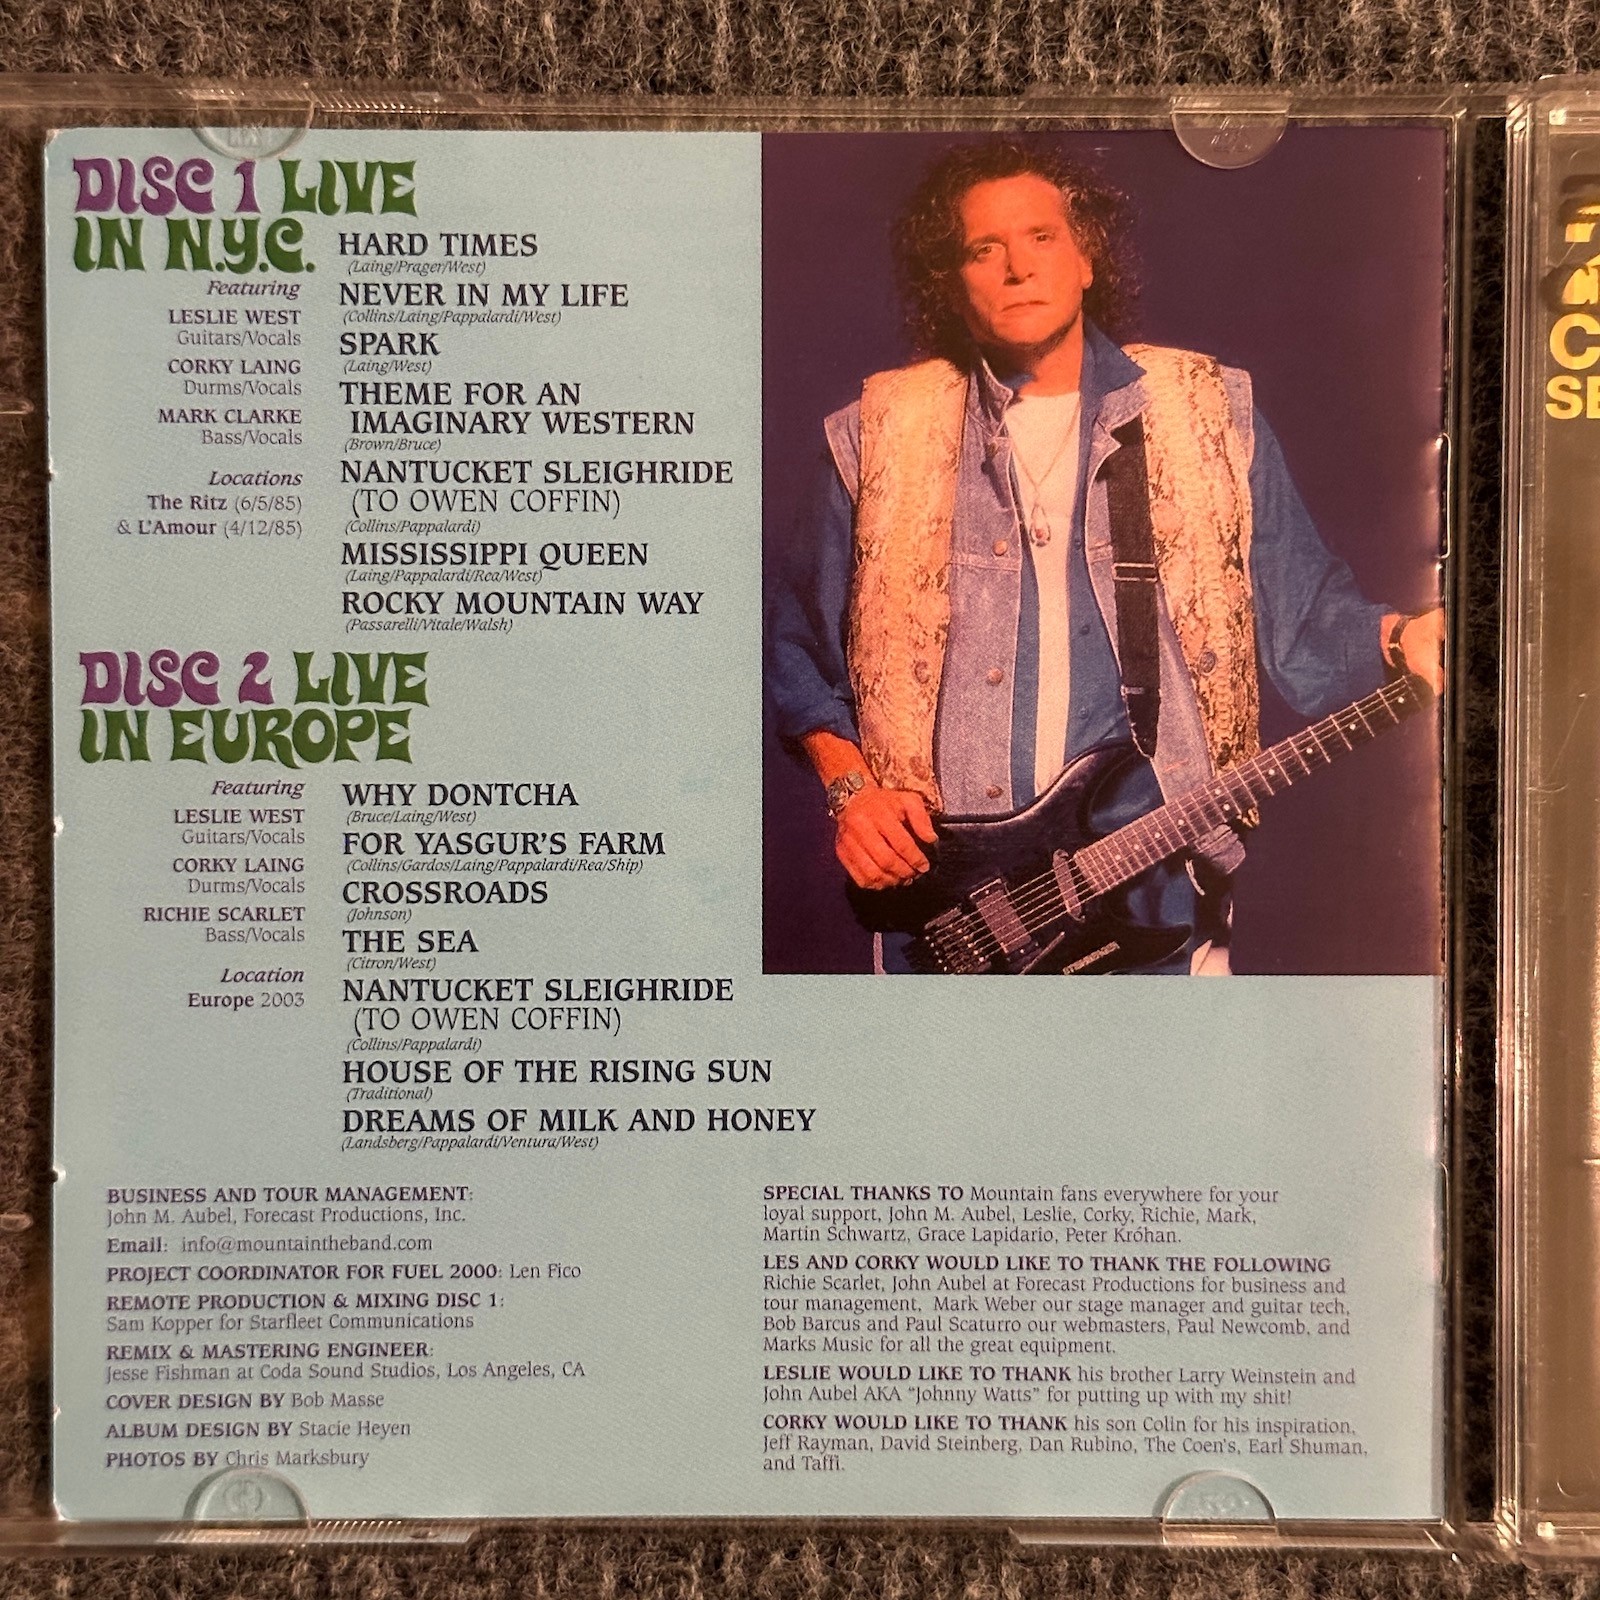 DISC 1 LIVE
IN N.Y.C.
Featuring
LESLIE WEST
Guitars/Vocals
CORKY LAING
Durms/Vocals
MARK CLARKE
Bass/Vocals
Locations
The Ritz (6/5/85)
& L'Amour (4/12/85)
HARD TIMES
(Laing/Prager/West)
NEVER IN MY LIFE
(Collins/Laing/Pappalardi/West)
SPARK
(Laing/West)
THEME FOR AN
IMAGINARY WESTERN
(Brown/Bruce)
NANTUCKET SLEIGHRIDE
(TO OWEN COFFIN)
(Collins/Pappalardi)
MISSISSIPPI QUEEN
(Laing/Pappalardi/Rea/West)
ROCKY MOUNTAIN WAY
(Passarelli/Vitale/Walsh)
DISC 2 LIVE
IN EUROPE
Featuring
LESLIE WEST
Guitars/Vocals
CORKY LAING
Durms/Vocals
RICHIE SCARLET
Bass/Vocals
Location
Europe 2003
WHY DONTCHA
(Bruce/Laing/West)
FOR YASGUR'S FARM
(Collins/Gardos/Laing/Pappalardi/Rea/Ship)
CROSSROADS
(Johnson)
THE SEA
(Citron/West)
NANTUCKET SLEIGHRIDE
(TO OWEN COFFIN)
(Collins/Pappalardi)
HOUSE OF THE RISING SUN
(Traditional)
DREAMS OF MILK AND HONEY
(Landsberg/Pappalardi/Ventura/West)
BUSINESS AND TOUR MANAGEMENT:
John M. Aubel, Forecast Productions, Inc.
Email: info@mountaintheband.com
PROJECT COORDINATOR FOR FUEL 2000: Len Fico
REMOTE PRODUCTION & MIXING DISC 1:
Sam Kopper for Starfleet Communications
REMIX & MASTERING ENGINEER:
Jesse Fishman at Coda Sound Studios, Los Angeles, CA
COVER DESIGN BY Bob Masse
ALBUM DESIGN BY Stacie Heyen
PHOTOS BY Chris Marksbury
SPECIAL THANKS TO Mountain fans everywhere for your
loyal support, John M. Aubel, Leslie, Corky, Richie, Mark,
Martin Schwartz, Grace Lapidario, Peter Króhan.
LES AND CORKY WOULD LIKE TO THANK THE FOLLOWING
Richie Scarlet, John Aubel at Forecast Productions for business and
tour management, Mark Weber our stage manager and guitar tech,
Bob Barcus and Paul Scaturro our webmasters, Paul Newcomb, and
Marks Music for all the great equipment.
LESLIE WOULD LIKE TO THANK his brother Larry Weinstein and
John Aubel AKA "Johnny Watts" for putting up with my shit!
CORKY WOULD LIKE TO THANK his son Colin for his inspiration,
Jeff Rayman, David Steinberg, Dan Rubino, The Coen's, Earl Shuman,
and Taffi.
STEINBERGER
C
SE